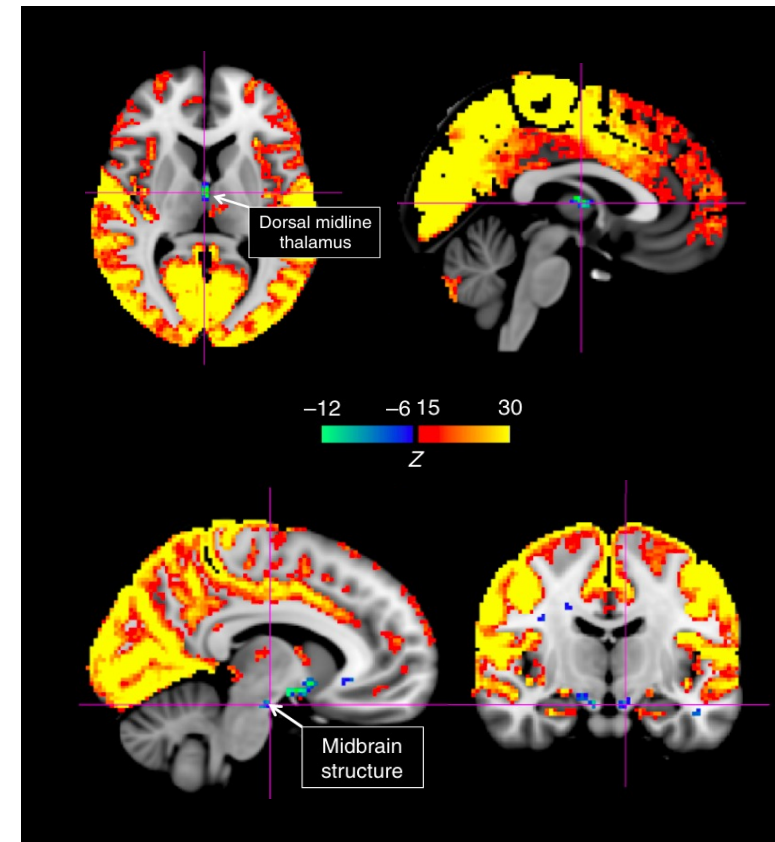 Dorsal midline
thalamus
–12 –6 15 30
Z
Midbrain
structure